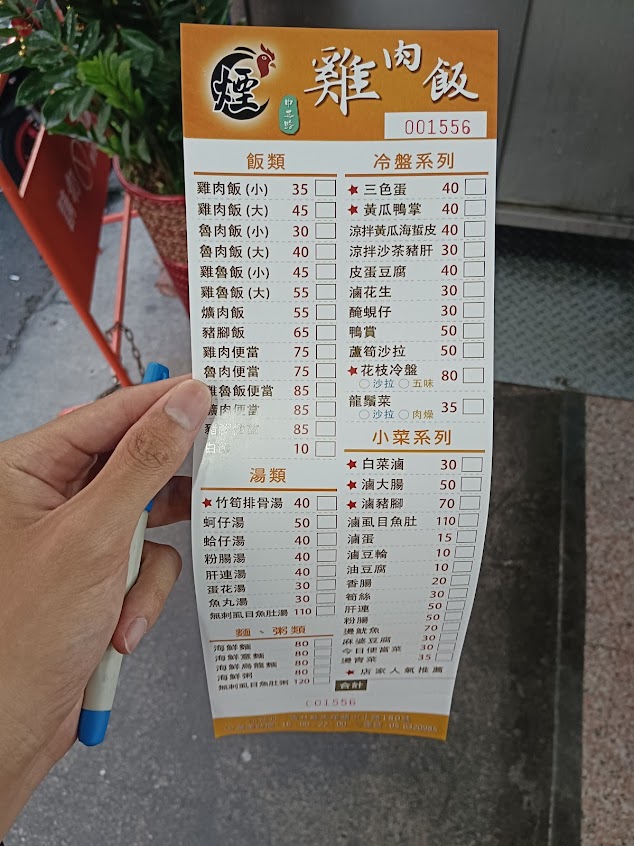 煙
中正路
雞肉飯
001556
飯類
雞肉飯(小) 35
雞肉飯(大) 45
魯肉飯(小) 30
魯肉飯(大) 40
雞魯飯(小) 45
雞魯飯(大) 55
爌肉飯 55
豬腳飯 65
雞肉便當 75
魯肉便當 75
雞魯飯便當 85
爌肉便當 85
85
10
湯類
★竹筍排骨湯 40
蚵仔湯 50
蛤仔湯 40
粉腸湯 40
肝連湯 40
蛋花湯 30
魚丸湯 30
無刺虱目魚肚湯 110
麵、粥類
海鮮麵 80
海鮮意麵 80
海鮮烏龍麵 80
海鮮粥 80
無刺虱目魚肚粥 120
冷盤系列
★三色蛋 40
★黃瓜鴨掌 40
涼拌黃瓜海蜇皮 40
涼拌沙茶豬肝 30
皮蛋豆腐 40
滷花生 30
醃蜆仔 30
鴨賞 50
蘆筍沙拉 50
★花枝冷盤 80
○沙拉 ○五味
龍鬚菜 35
○沙拉 ○肉燥
小菜系列
★白菜滷 30
★滷大腸 50
★滷豬腳 70
滷虱目魚肚 110
滷蛋 15
滷豆輪 10
油豆腐 10
香腸 20
筍絲 30
肝連 50
粉腸 50
燙魷魚 70
麻婆豆腐 30
今日便當菜 30
燙青菜 35
★店家人氣推薦
合計
001556